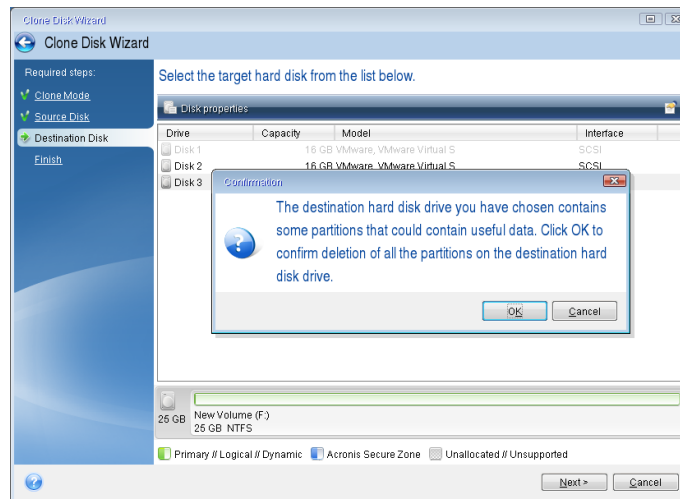 Clone Disk Wizard
Clone Disk Wizard
Required steps:
Clone Mode
Source Disk
Destination Disk
Finish
Select the target hard disk from the list below.
Disk properties
Drive Capacity Model Interface
Disk 1 16 GB VMware, VMware Virtual S SCSI
Disk 2 16 GB VMware, VMware Virtual S SCSI
Disk 3
Confirmation
The destination hard disk drive you have chosen contains
some partitions that could contain useful data. Click OK to
confirm deletion of all the partitions on the destination hard
disk drive.
OK Cancel
25 GB
New Volume (F:)
25 GB NTFS
Primary // Logical // Dynamic Acronis Secure Zone Unallocated // Unsupported
Next > Cancel